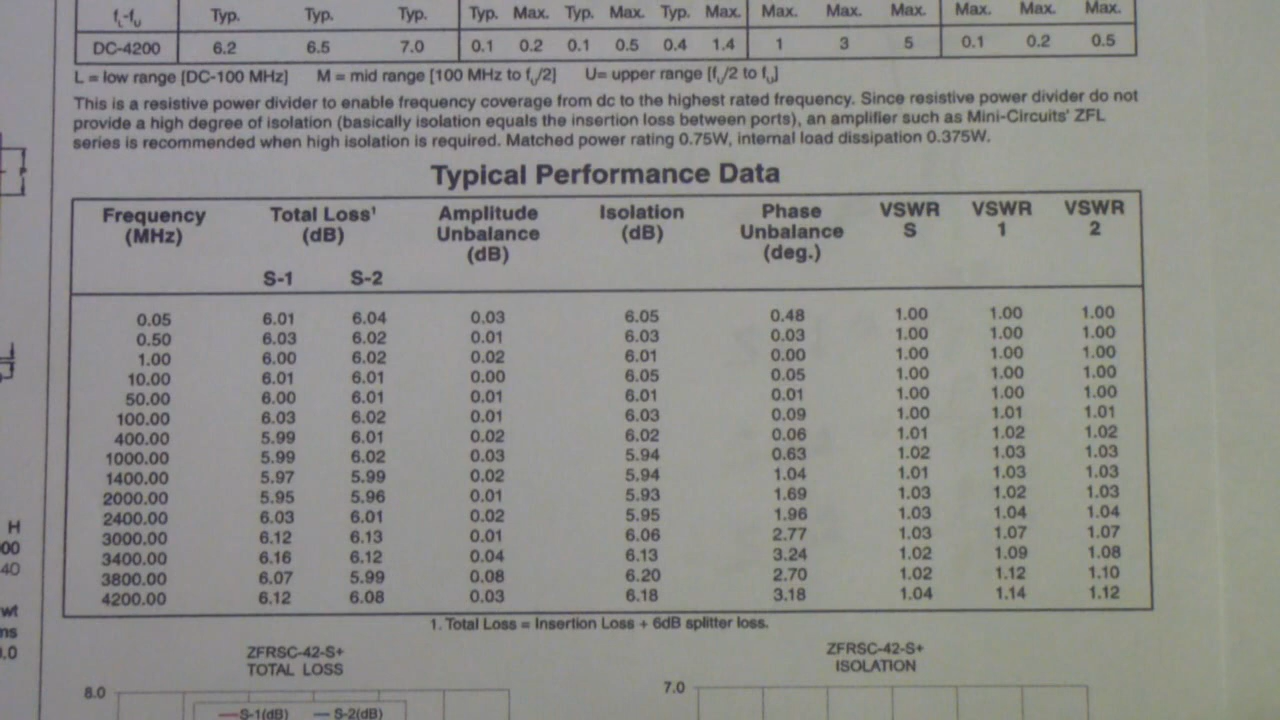 fL-fU Typ. Typ. Typ. Typ. Max. Typ. Max. Typ. Max. Max. Max. Max. Max. Max. Max.
DC-4200 6.2 6.5 7.0 0.1 0.2 0.1 0.5 0.4 1.4 1 3 5 0.1 0.2 0.5
L = low range [DC-100 MHz] M = mid range [100 MHz to fU/2] U= upper range [fU/2 to fU]
This is a resistive power divider to enable frequency coverage from dc to the highest rated frequency. Since resistive power divider do not
provide a high degree of isolation (basically isolation equals the insertion loss between ports), an amplifier such as Mini-Circuits' ZFL
series is recommended when high isolation is required. Matched power rating 0.75W, internal load dissipation 0.375W.
Typical Performance Data
Frequency Total Loss¹ Amplitude Isolation Phase VSWR VSWR VSWR
(MHz) (dB) Unbalance (dB) Unbalance S 1 2
(dB) (deg.)
S-1 S-2
0.05 6.01 6.04 0.03 6.05 0.48 1.00 1.00 1.00
0.50 6.03 6.02 0.01 6.03 0.03 1.00 1.00 1.00
1.00 6.00 6.02 0.02 6.01 0.00 1.00 1.00 1.00
10.00 6.01 6.01 0.00 6.05 0.05 1.00 1.00 1.00
50.00 6.00 6.01 0.01 6.01 0.01 1.00 1.00 1.00
100.00 6.03 6.02 0.01 6.03 0.09 1.00 1.01 1.01
400.00 5.99 6.01 0.02 6.02 0.06 1.01 1.02 1.02
1000.00 5.99 6.02 0.03 5.94 0.63 1.02 1.03 1.03
1400.00 5.97 5.99 0.02 5.94 1.04 1.01 1.03 1.03
2000.00 5.95 5.96 0.01 5.93 1.69 1.03 1.02 1.03
2400.00 6.03 6.01 0.02 5.95 1.96 1.03 1.04 1.04
3000.00 6.12 6.13 0.01 6.06 2.77 1.03 1.07 1.07
3400.00 6.16 6.12 0.04 6.13 3.24 1.02 1.09 1.08
3800.00 6.07 5.99 0.08 6.20 2.70 1.02 1.12 1.10
4200.00 6.12 6.08 0.03 6.18 3.18 1.04 1.14 1.12
1. Total Loss = Insertion Loss + 6dB splitter loss.
H
00
40
wt
ms
.0
ZFRSC-42-S+
TOTAL LOSS
8.0
S-1(dB) S-2(dB)
ZFRSC-42-S+
ISOLATION
7.0